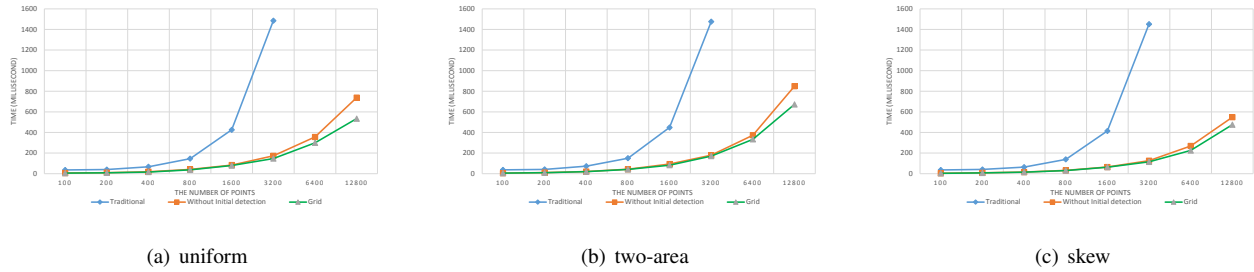 1600
1400
1200
1000
800
600
400
200
0
TIME (MILLISECOND)
100 200 400 800 1600 3200 6400 12800
THE NUMBER OF POINTS
Traditional Without Initial detection Grid
(a) uniform
1600
1400
1200
1000
800
600
400
200
0
TIME (MILLISECOND)
100 200 400 800 1600 3200 6400 12800
THE NUMBER OF POINTS
Traditional Without Initial detection Grid
(b) two-area
1600
1400
1200
1000
800
600
400
200
0
TIME (MILLISECOND)
100 200 400 800 1600 3200 6400 12800
THE NUMBER OF POINTS
Traditional Without Initial detection Grid
(c) skew